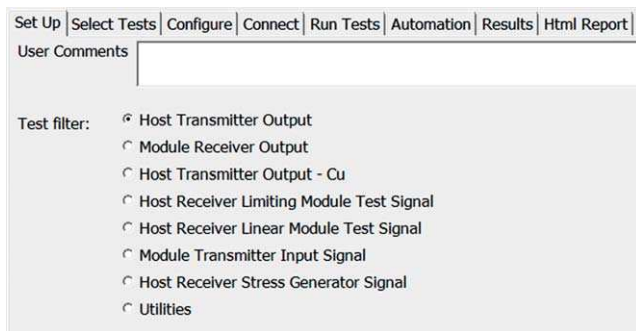 Set Up Select Tests Configure Connect Run Tests Automation Results Html Report
User Comments
Test filter: Host Transmitter Output
Module Receiver Output
Host Transmitter Output - Cu
Host Receiver Limiting Module Test Signal
Host Receiver Linear Module Test Signal
Module Transmitter Input Signal
Host Receiver Stress Generator Signal
Utilities